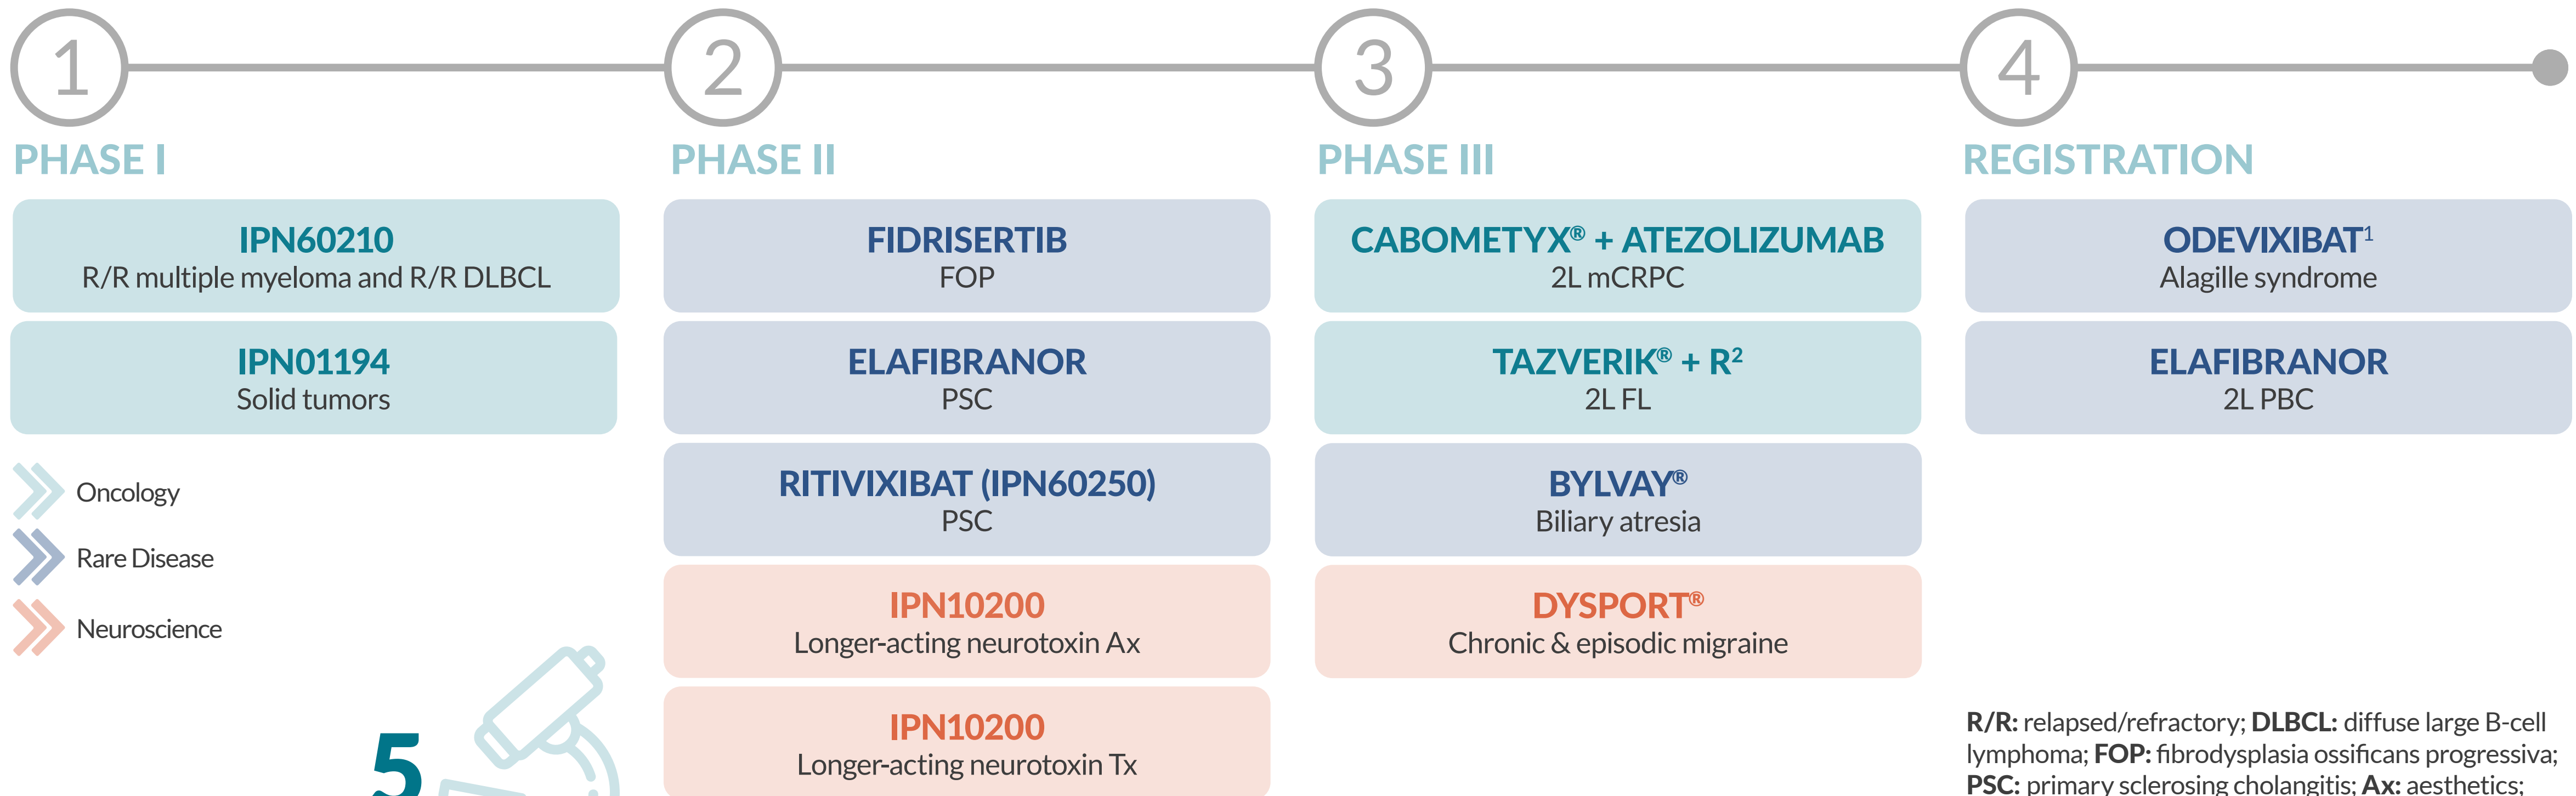 1
2
3
4
PHASE I
PHASE II
PHASE III
REGISTRATION
IPN60210
R/R multiple myeloma and R/R DLBCL
IPN01194
Solid tumors
Oncology
Rare Disease
Neuroscience
5
FIDRISERTIB
FOP
ELAFIBRANOR
PSC
RITIVIXIBAT (IPN60250)
PSC
IPN10200
Longer-acting neurotoxin Ax
IPN10200
Longer-acting neurotoxin Tx
CABOMETYX® + ATEZOLIZUMAB
2L mCRPC
TAZVERIK® + R²
2L FL
BYLVAY®
Biliary atresia
DYSPORT®
Chronic & episodic migraine
ODEVIXIBAT¹
Alagille syndrome
ELAFIBRANOR
2L PBC
R/R: relapsed/refractory; DLBCL: diffuse large B-cell
lymphoma; FOP: fibrodysplasia ossificans progressiva;
PSC: primary sclerosing cholangitis; Ax: aesthetics;